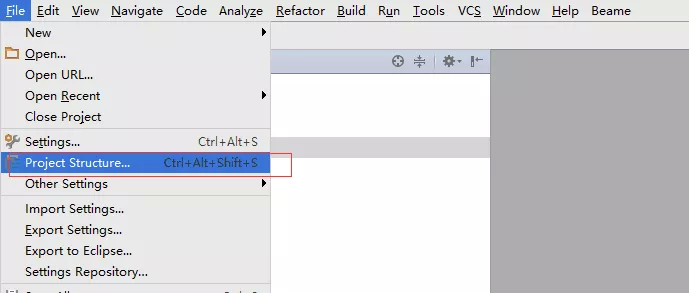 File Edit View Navigate Code Analyze Refactor Build Run Tools VCS Window Help Beame
New
Open...
Open URL...
Open Recent
Close Project
Settings... Ctrl+Alt+S
Project Structure... Ctrl+Alt+Shift+S
Other Settings
Import Settings...
Export Settings...
Export to Eclipse...
Settings Repository...